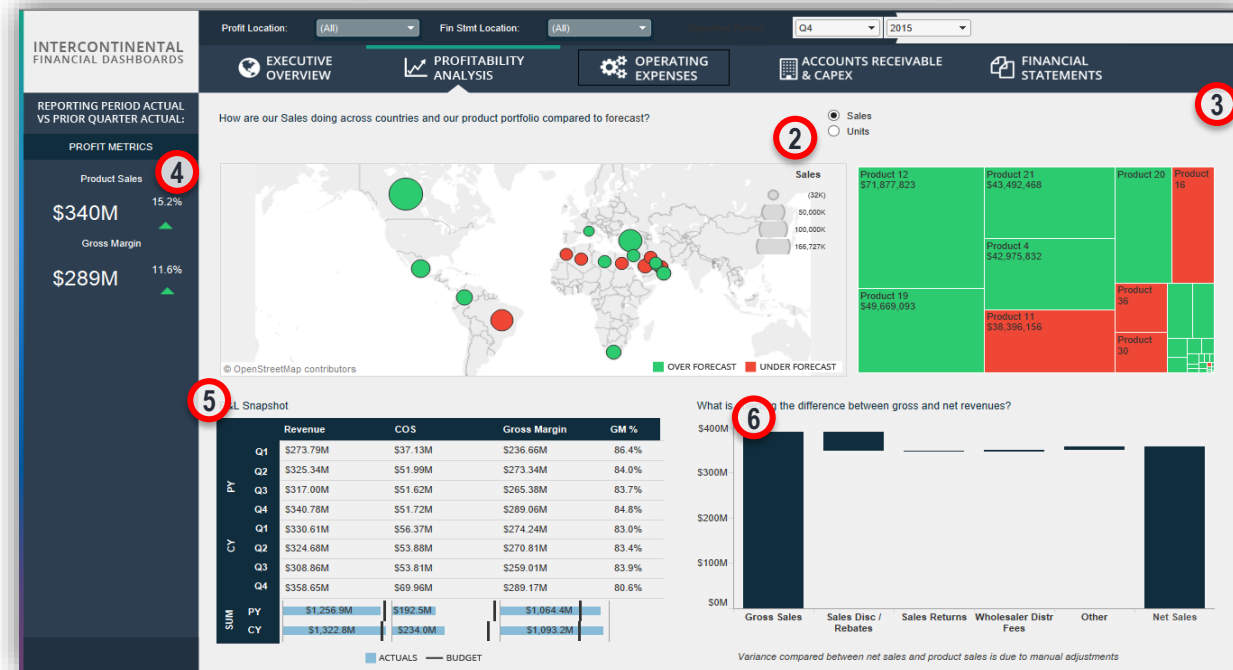 Profit Location:
(All)
Fin Stmt Location:
(All)
Q4
2015
INTERCONTINENTAL
FINANCIAL DASHBOARDS
EXECUTIVE
OVERVIEW
PROFITABILITY
ANALYSIS
OPERATING
EXPENSES
ACCOUNTS RECEIVABLE
& CAPEX
FINANCIAL
STATEMENTS
REPORTING PERIOD ACTUAL
VS PRIOR QUARTER ACTUAL:
PROFIT METRICS
4
Product Sales
$340M
15.2%
Gross Margin
$289M
11.6%
How are our Sales doing across countries and our product portfolio compared to forecast?
2
Sales
Units
3
Sales
(32K)
50,000K
100,000K
166,727K
© OpenStreetMap contributors
OVER FORECAST
UNDER FORECAST
Product 12
$71,877,823
Product 19
$49,669,093
Product 21
$43,492,468
Product 4
$42,975,832
Product 11
$38,396,156
Product 20
Product
16
Product
36
Product
30
5
L Snapshot
Revenue COS Gross Margin GM %
PY
Q1 $273.79M $37.13M $236.66M 86.4%
Q2 $325.34M $51.99M $273.34M 84.0%
Q3 $317.00M $51.62M $265.38M 83.7%
Q4 $340.78M $51.72M $289.06M 84.8%
CY
Q1 $330.61M $56.37M $274.24M 83.0%
Q2 $324.68M $53.88M $270.81M 83.4%
Q3 $308.86M $53.81M $259.01M 83.9%
Q4 $358.65M $69.96M $289.17M 80.6%
SUM
PY $1,256.9M $192.5M $1,064.4M
CY $1,322.8M $234.0M $1,093.2M
ACTUALS BUDGET
What is the difference between gross and net revenues?
6
$400M
$300M
$200M
$100M
$0M
Gross Sales
Sales Disc /
Rebates
Sales Returns
Wholesaler Distr
Fees
Other
Net Sales
Variance compared between net sales and product sales is due to manual adjustments